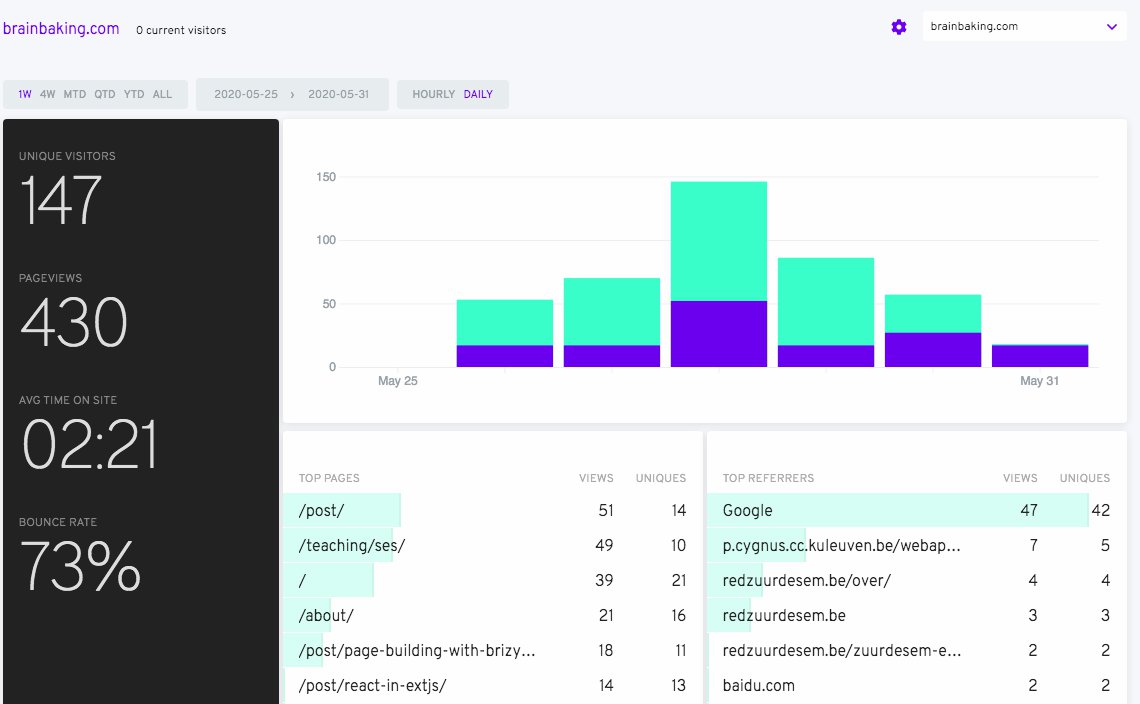 brainbaking.com 0 current visitors brainbaking.com
1W 4W MTD QTD YTD ALL 2020-05-25 › 2020-05-31 HOURLY DAILY
UNIQUE VISITORS
147
PAGEVIEWS
430
AVG TIME ON SITE
02:21
BOUNCE RATE
73%
150
100
50
0
May 25 May 31
TOP PAGES VIEWS UNIQUES
/post/ 51 14
/teaching/ses/ 49 10
/ 39 21
/about/ 21 16
/post/page-building-with-brizy... 18 11
/post/react-in-extjs/ 14 13
TOP REFERRERS VIEWS UNIQUES
Google 47 42
p.cygnus.cc.kuleuven.be/webap... 7 5
redzuurdesem.be/over/ 4 4
redzuurdesem.be 3 3
redzuurdesem.be/zuurdesem-e... 2 2
baidu.com 2 2